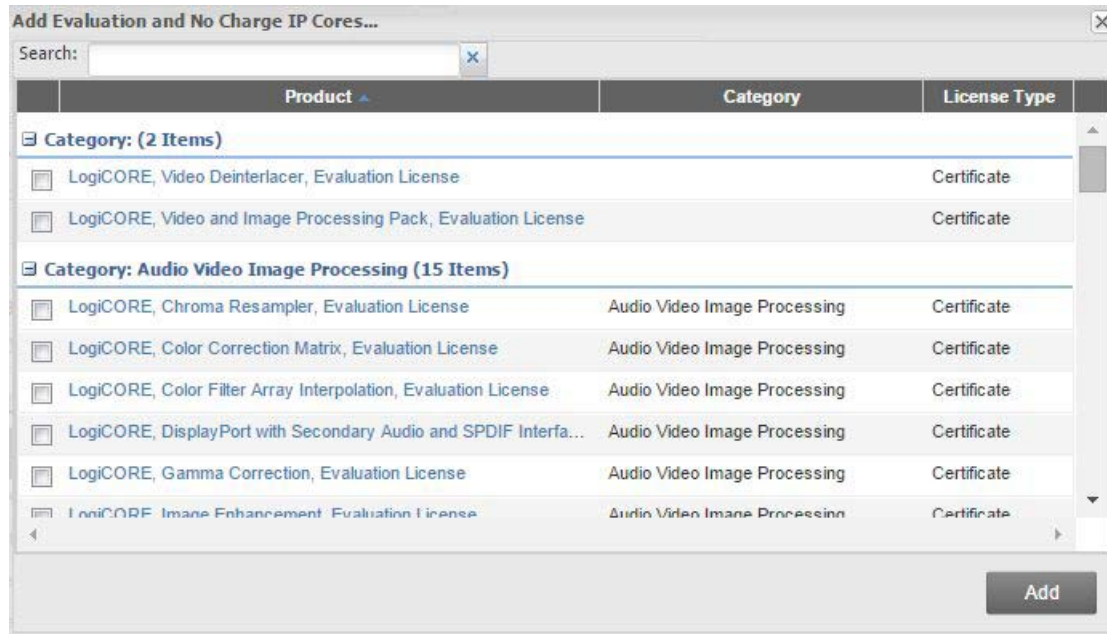 Add Evaluation and No Charge IP Cores...
Search:
Product Category License Type
Category: (2 Items)
LogiCORE, Video Deinterlacer, Evaluation License Certificate
LogiCORE, Video and Image Processing Pack, Evaluation License Certificate
Category: Audio Video Image Processing (15 Items)
LogiCORE, Chroma Resampler, Evaluation License Audio Video Image Processing Certificate
LogiCORE, Color Correction Matrix, Evaluation License Audio Video Image Processing Certificate
LogiCORE, Color Filter Array Interpolation, Evaluation License Audio Video Image Processing Certificate
LogiCORE, DisplayPort with Secondary Audio and SPDIF Interfa... Audio Video Image Processing Certificate
LogiCORE, Gamma Correction, Evaluation License Audio Video Image Processing Certificate
LogiCORE, Image Enhancement, Evaluation License Audio Video Image Processing Certificate
Add